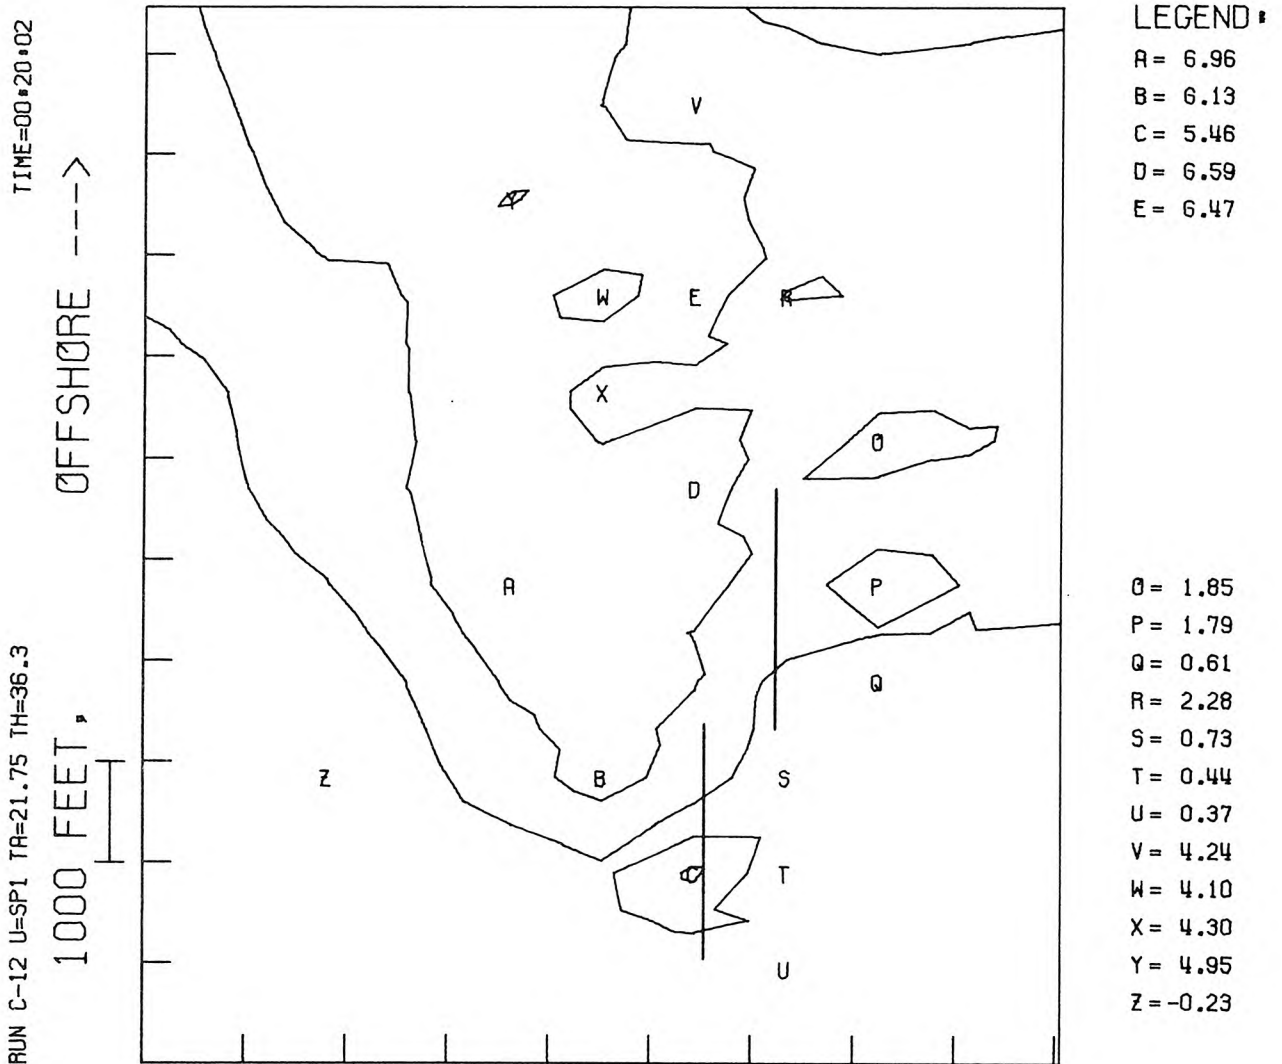 TIME=00:20:02
OFFSHORE --->
1000 FEET,
RUN C-12 U=SP1 TA=21.75 TH=36.3
V
Y
W
E
R
X
O
D
A
P
Q
Z
B
S
T
U
LEGEND:
A= 6.96
B= 6.13
C= 5.46
D= 6.59
E= 6.47
O= 1.85
P= 1.79
Q= 0.61
R= 2.28
S= 0.73
T= 0.44
U= 0.37
V= 4.24
W= 4.10
X= 4.30
Y= 4.95
Z=-0.23